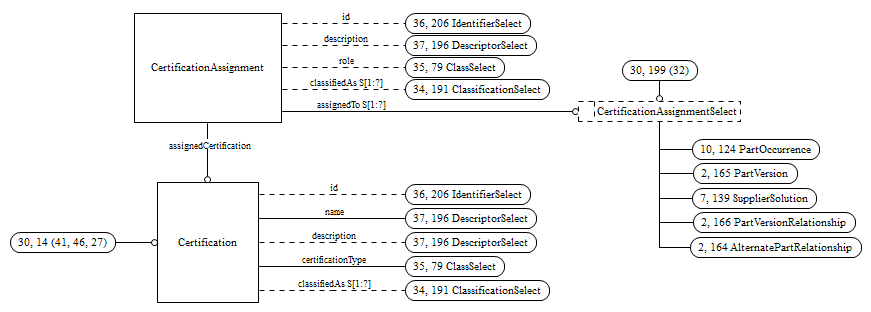 id
36, 206 IdentifierSelect
description
37, 196 DescriptorSelect
CertificationAssignment
role
35, 79 ClassSelect
classifiedAs S[1:?]
34, 191 ClassificationSelect
assignedTo S[1:?]
30, 199 (32)
CertificationAssignmentSelect
assignedCertification
10, 124 PartOccurrence
2, 165 PartVersion
7, 139 SupplierSolution
2, 166 PartVersionRelationship
2, 164 AlternatePartRelationship
id
36, 206 IdentifierSelect
name
37, 196 DescriptorSelect
30, 14 (41, 46, 27)
Certification
description
37, 196 DescriptorSelect
certificationType
35, 79 ClassSelect
classifiedAs S[1:?]
34, 191 ClassificationSelect